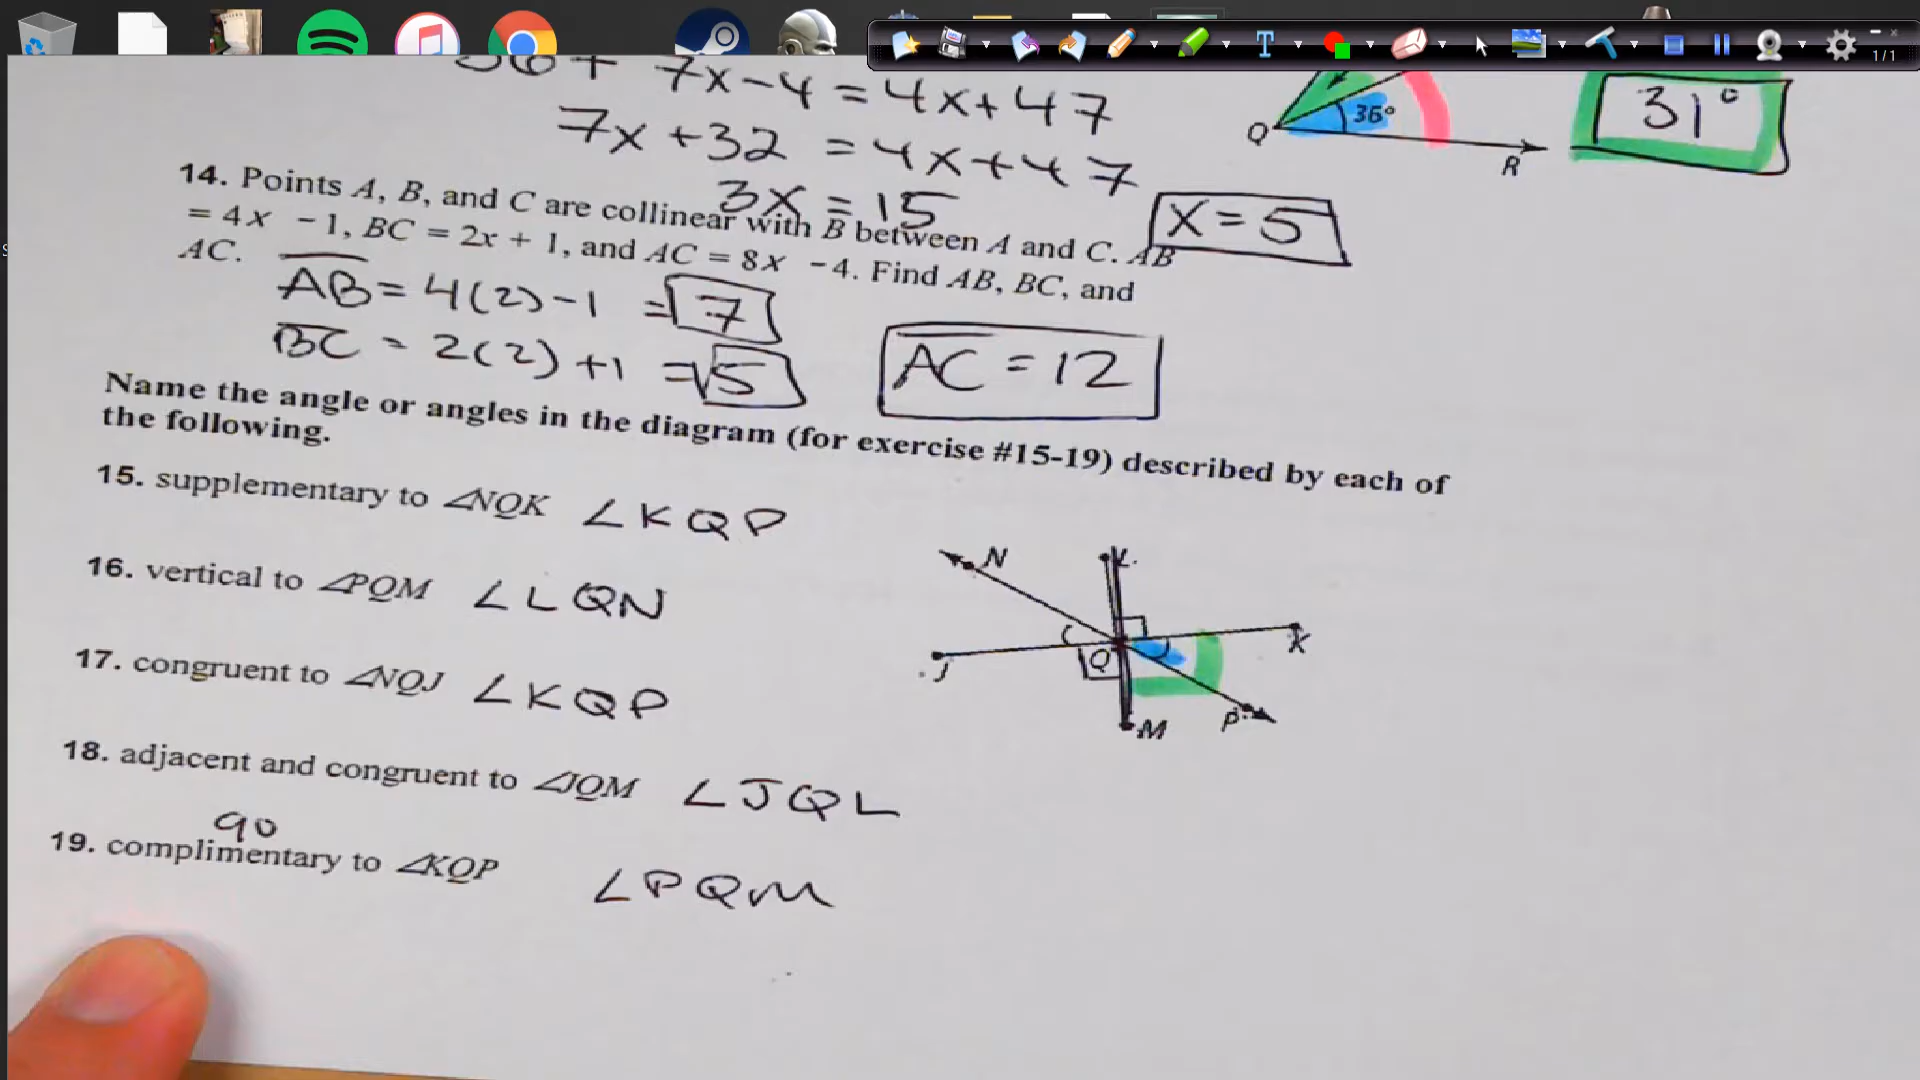 36 + 7x-4 = 4x+47
7x +32 = 4x+47
3x = 15
X = 5
36°
Q
R
31°
14. Points A, B, and C are collinear with B between A and C. AB
= 4x - 1, BC = 2x + 1, and AC = 8x - 4. Find AB, BC, and
AC.
AB = 4(2)-1 = 7
BC = 2(2)+1 = 5
AC = 12
Name the angle or angles in the diagram (for exercise #15-19) described by each of
the following.
15. supplementary to ∠NQK ∠KQP
16. vertical to ∠PQM ∠LQN
17. congruent to ∠NQJ ∠KQP
18. adjacent and congruent to ∠JQM ∠JQL
90
19. complimentary to ∠KQP ∠PQM
N
K
J
Q
P
M
T
1/1